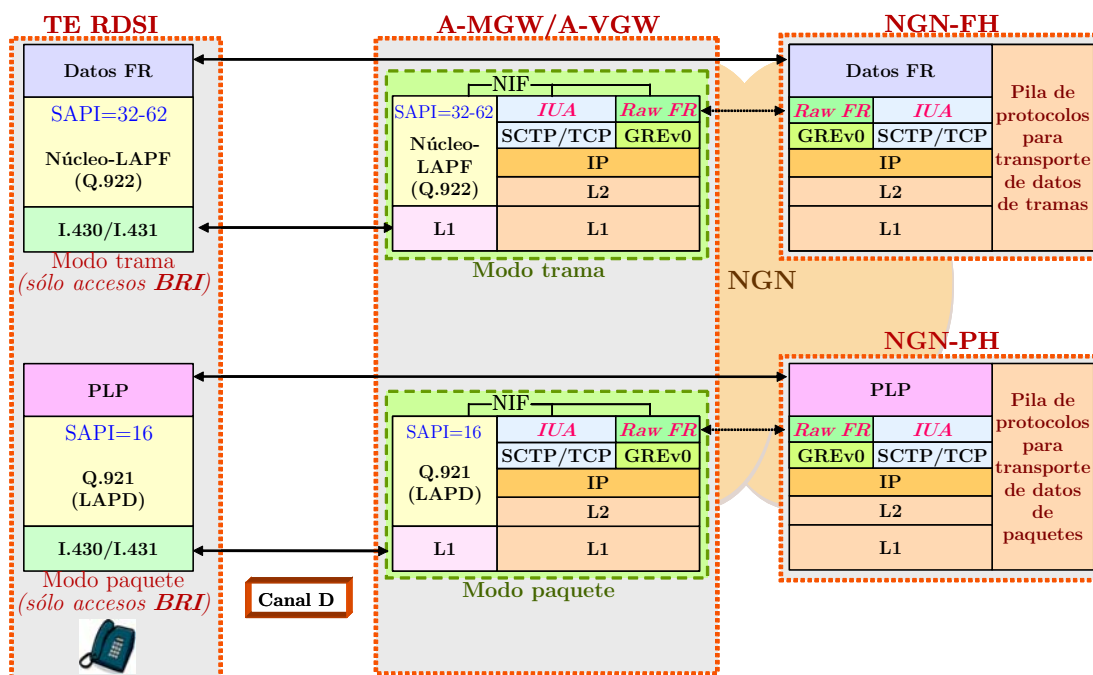 TE RDSI
A-MGW/A-VGW
NGN-FH
Datos FR
SAPI=32-62
Núcleo-LAPF
(Q.922)
I.430/I.431
Modo trama
(sólo accesos BRI)
NIF
SAPI=32-62
Núcleo-
LAPF
(Q.922)
L1
IUA
Raw FR
SCTP/TCP
GREv0
IP
L2
L1
Modo trama
NGN
Datos FR
Raw FR
IUA
GREv0
SCTP/TCP
IP
L2
L1
Pila de
protocolos
para
transporte
de datos
de tramas
NGN-PH
PLP
SAPI=16
Q.921
(LAPD)
I.430/I.431
Modo paquete
(sólo accesos BRI)
Canal D
NIF
SAPI=16
Q.921
(LAPD)
L1
IUA
Raw FR
SCTP/TCP
GREv0
IP
L2
L1
Modo paquete
PLP
Raw FR
IUA
GREv0
SCTP/TCP
IP
L2
L1
Pila de
protocolos
para
transporte
de datos
de
paquetes